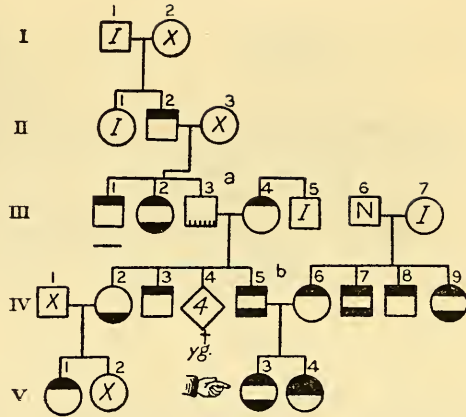 1 2
I I X
1 2 3
II I X
a
1 2 3 4 5 6 7
III I N I
b
1 2 3 4 5 6 7 8 9
IV X 4
yg.
1 2 3 4
V X